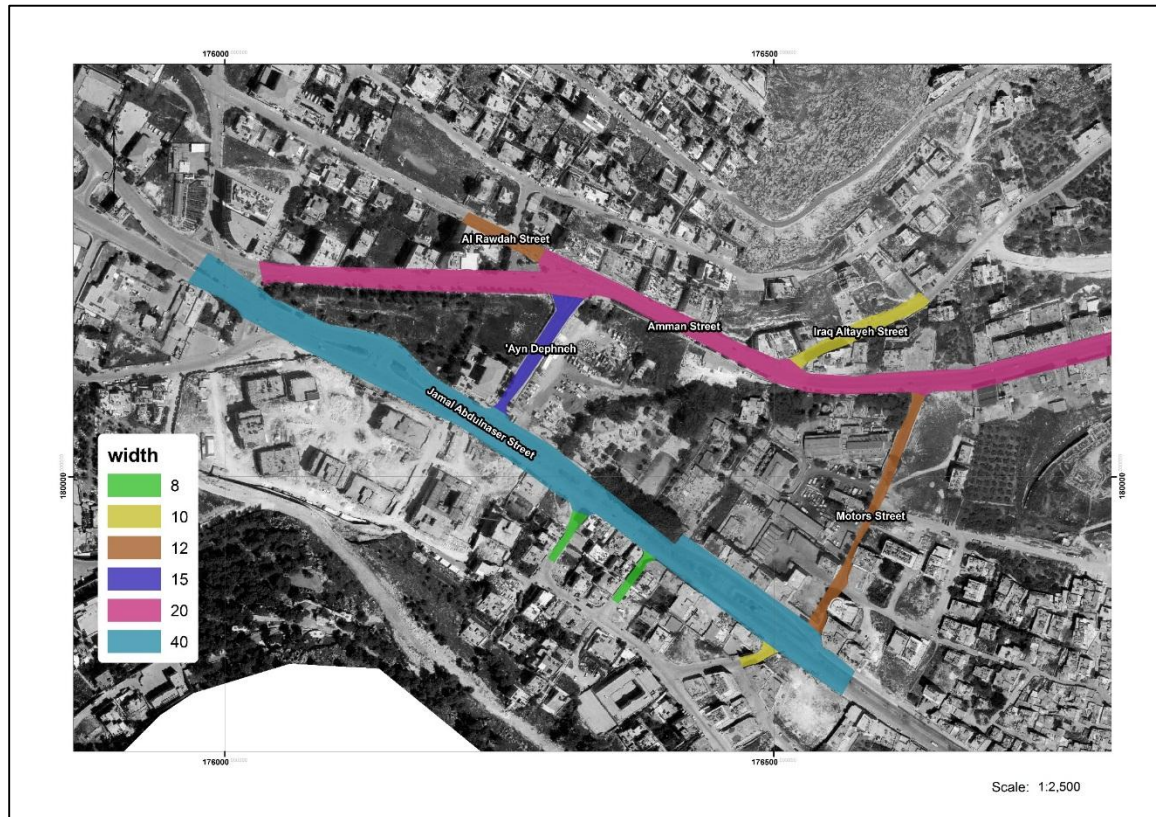 176000
176500
Al Rawdah Street
Amman Street
Iraq Altayeh Street
'Ayn Dephneh
Jamal Abdulnaser Street
Motors Street
180000
180000
width
8
10
12
15
20
40
176000
176500
Scale: 1:2,500